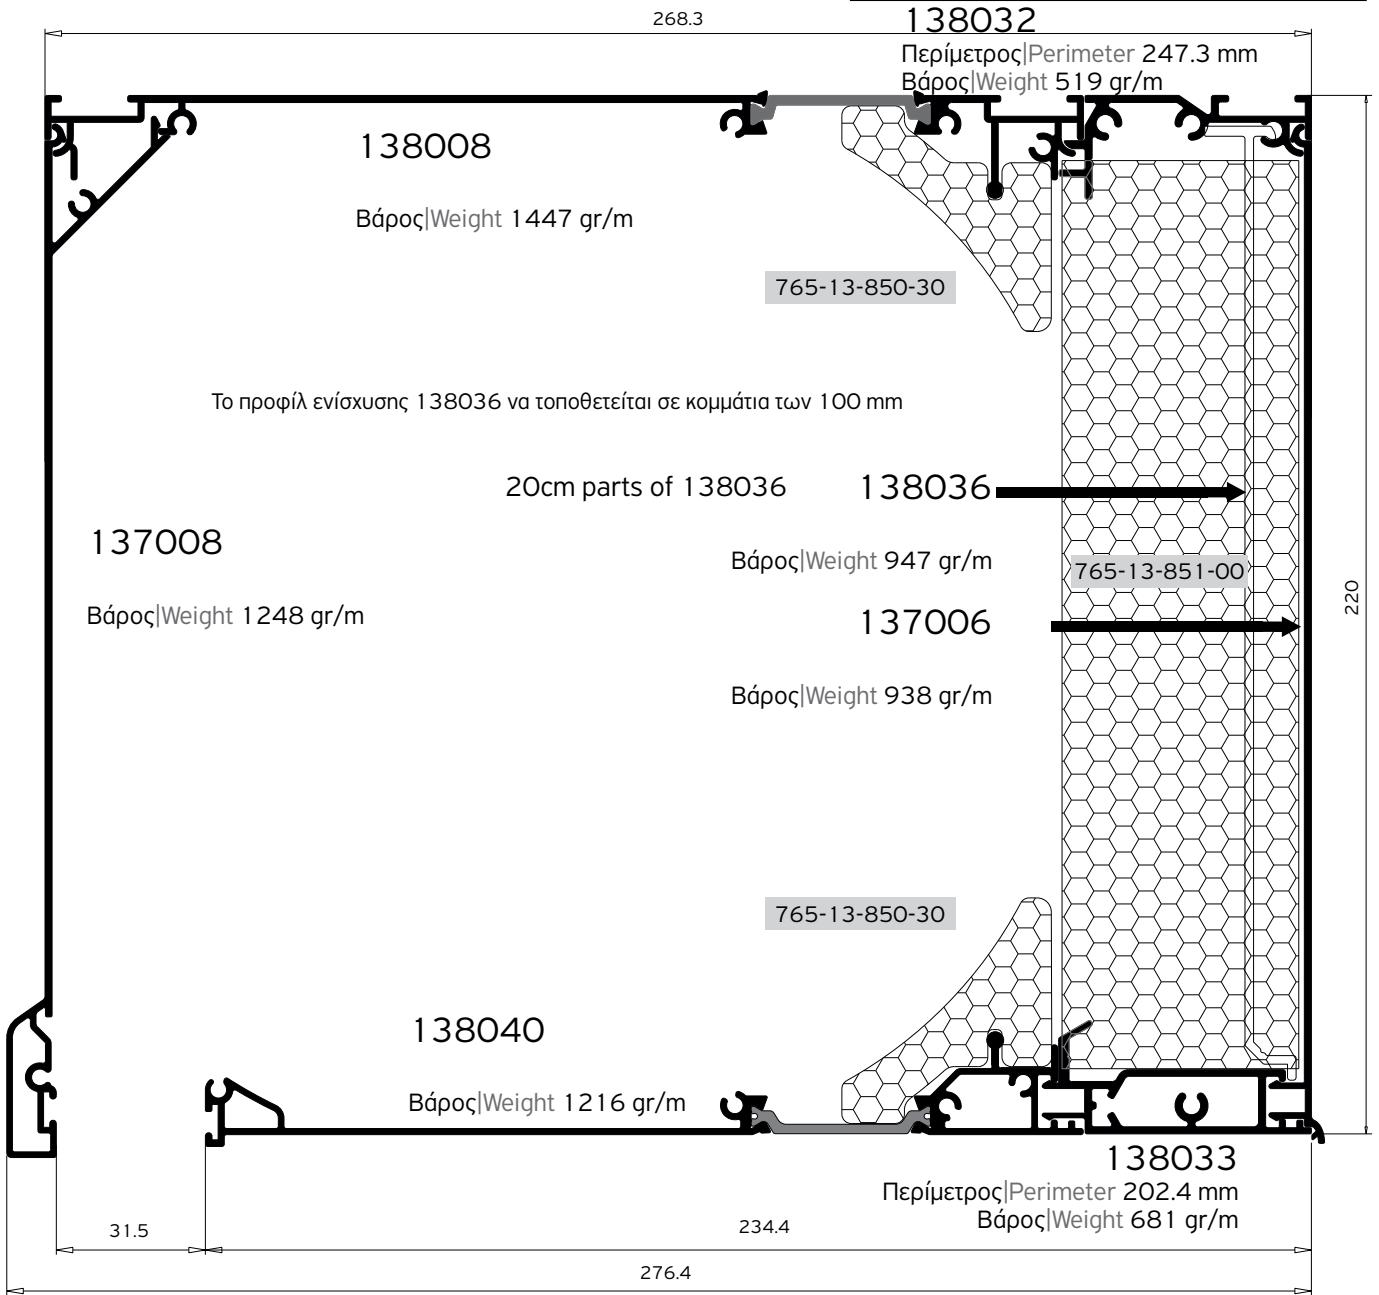 268.3
138032
Περίμετρος|Perimeter 247.3 mm
Βάρος|Weight 519 gr/m
138008
Βάρος|Weight 1447 gr/m
765-13-850-30
Το προφίλ ενίσχυσης 138036 να τοποθετείται σε κομμάτια των 100 mm
20cm parts of 138036
138036
137008
Βάρος|Weight 947 gr/m
765-13-851-00
220
Βάρος|Weight 1248 gr/m
137006
Βάρος|Weight 938 gr/m
765-13-850-30
138040
Βάρος|Weight 1216 gr/m
138033
Περίμετρος|Perimeter 202.4 mm
Βάρος|Weight 681 gr/m
31.5
234.4
276.4